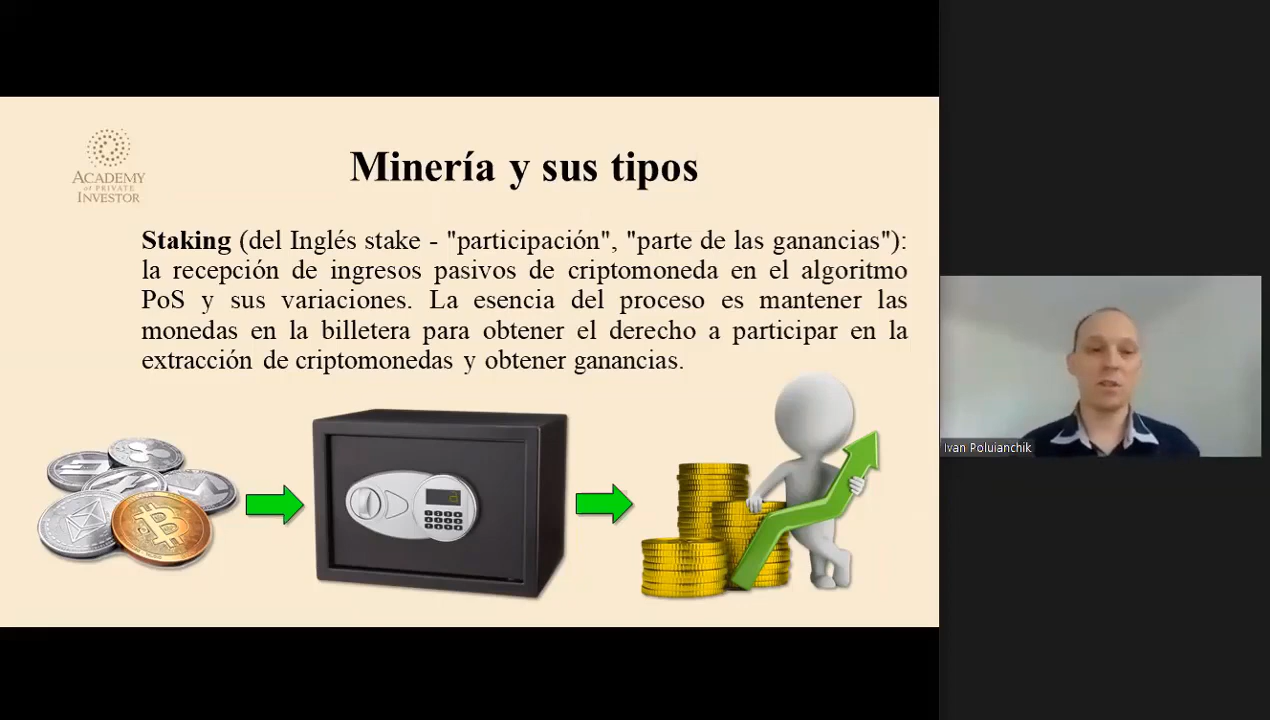 ACADEMY
of PRIVATE
INVESTOR
Minería y sus tipos
Staking (del Inglés stake - "participación", "parte de las ganancias"):
la recepción de ingresos pasivos de criptomoneda en el algoritmo
PoS y sus variaciones. La esencia del proceso es mantener las
monedas en la billetera para obtener el derecho a participar en la
extracción de criptomonedas y obtener ganancias.
Ivan Poluianchik